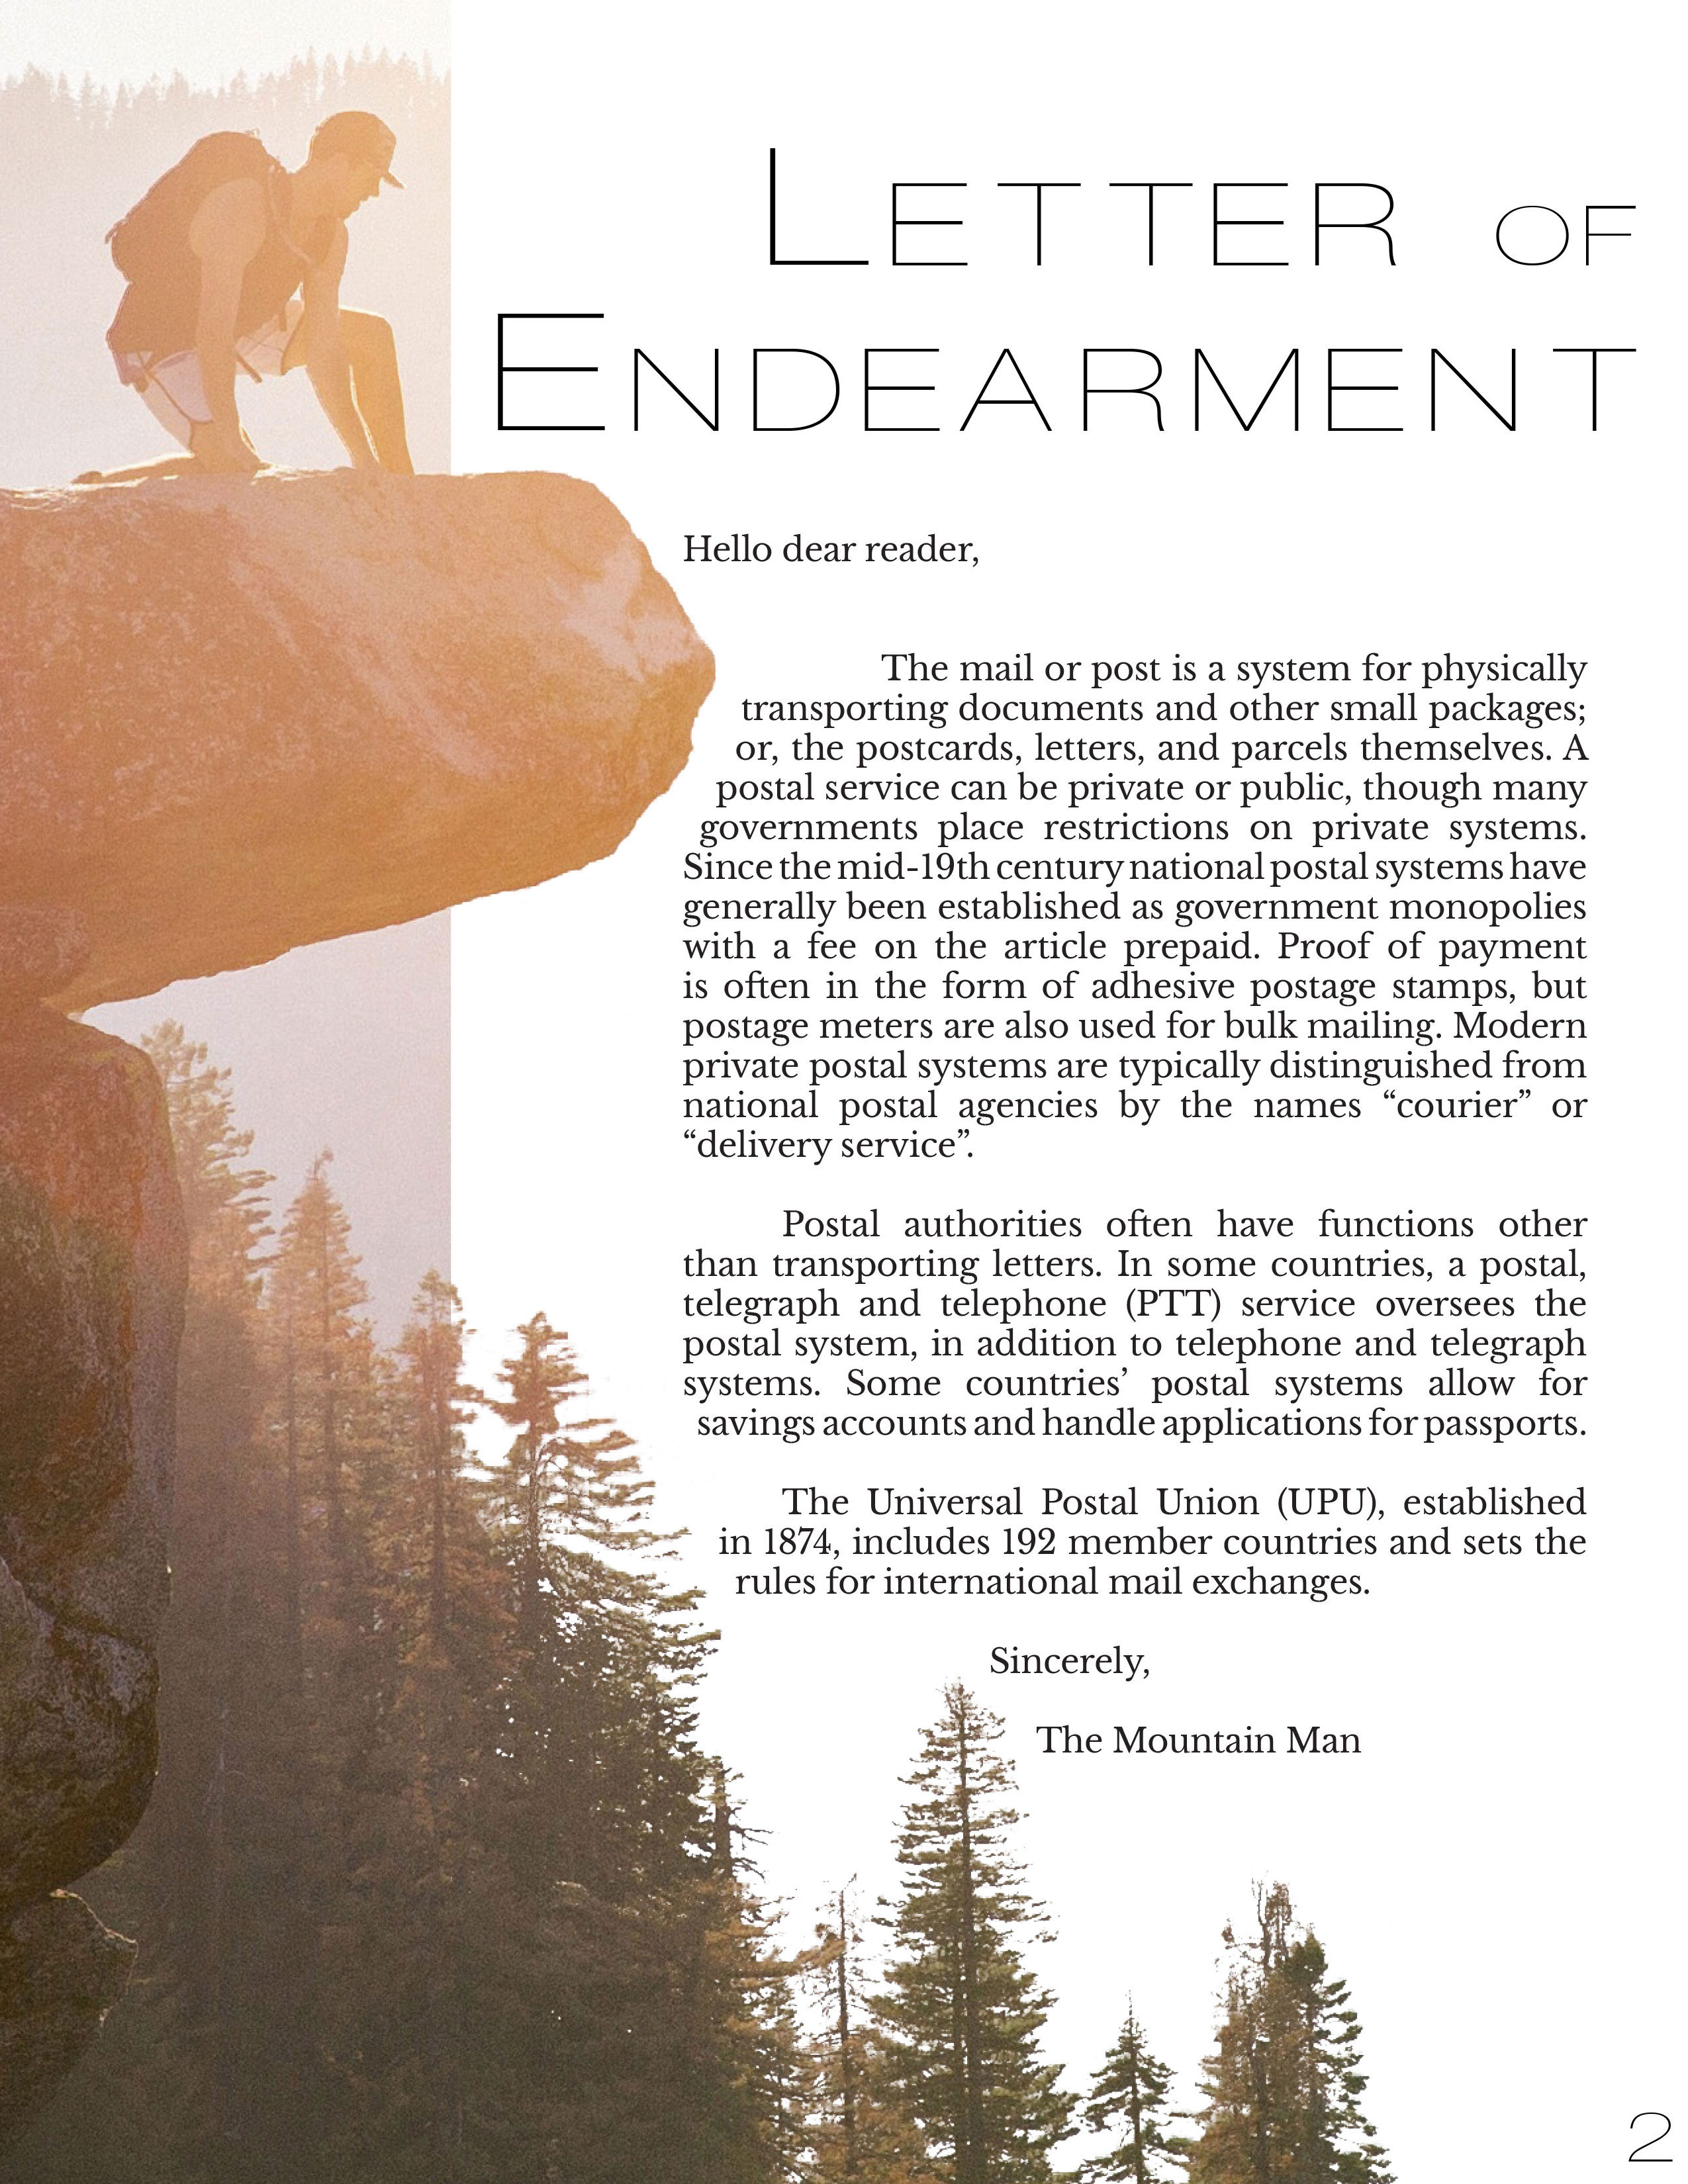 LETTER OF
ENDEARMENT
Hello dear reader,
The mail or post is a system for physically
transporting documents and other small packages;
or, the postcards, letters, and parcels themselves. A
postal service can be private or public, though many
governments place restrictions on private systems.
Since the mid-19th century national postal systems have
generally been established as government monopolies
with a fee on the article prepaid. Proof of payment
is often in the form of adhesive postage stamps, but
postage meters are also used for bulk mailing. Modern
private postal systems are typically distinguished from
national postal agencies by the names “courier” or
“delivery service”.
Postal authorities often have functions other
than transporting letters. In some countries, a postal,
telegraph and telephone (PTT) service oversees the
postal system, in addition to telephone and telegraph
systems. Some countries’ postal systems allow for
savings accounts and handle applications for passports.
The Universal Postal Union (UPU), established
in 1874, includes 192 member countries and sets the
rules for international mail exchanges.
Sincerely,
The Mountain Man
2